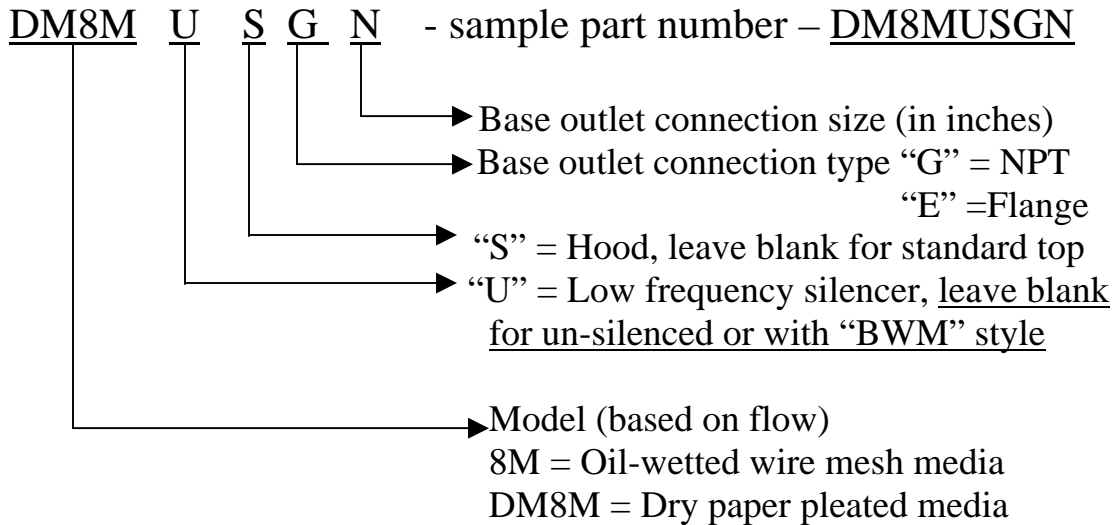 DM8M U S G N - sample part number – DM8MUSGN
Base outlet connection size (in inches)
Base outlet connection type “G” = NPT
“E” =Flange
“S” = Hood, leave blank for standard top
“U” = Low frequency silencer, leave blank
for un-silenced or with “BWM” style
Model (based on flow)
8M = Oil-wetted wire mesh media
DM8M = Dry paper pleated media